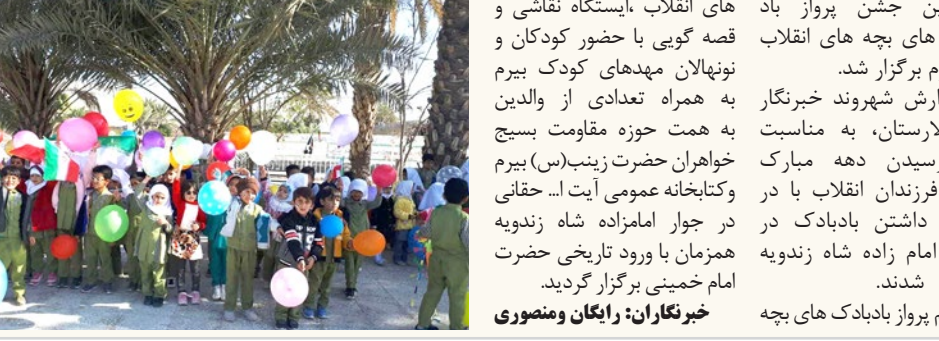 ین جشن پرواز باد
های بچه های انقلاب
م برگزار شد.
ارش شهروند خبرنگار
لارستان، به مناسبت
رسیدن دهه مبارک
فرزندان انقلاب با در
داشتن بادبادک در
امام زاده شاه زندویه
شدند.
م پرواز بادبادک های بچه
های انقلاب ،ایستگاه نقاشی و
قصه گویی با حضور کودکان و
نونهالان مهدهای کودک بیرم
به همراه تعدادی از والدین
به همت حوزه مقاومت بسیج
خواهران حضرت زینب(س) بیرم
وکتابخانه عمومی آیت ا... حقانی
در جوار امامزاده شاه زندویه
همزمان با ورود تاریخی حضرت
امام خمینی برگزار گردید.
خبرنگاران: رایگان ومنصوری